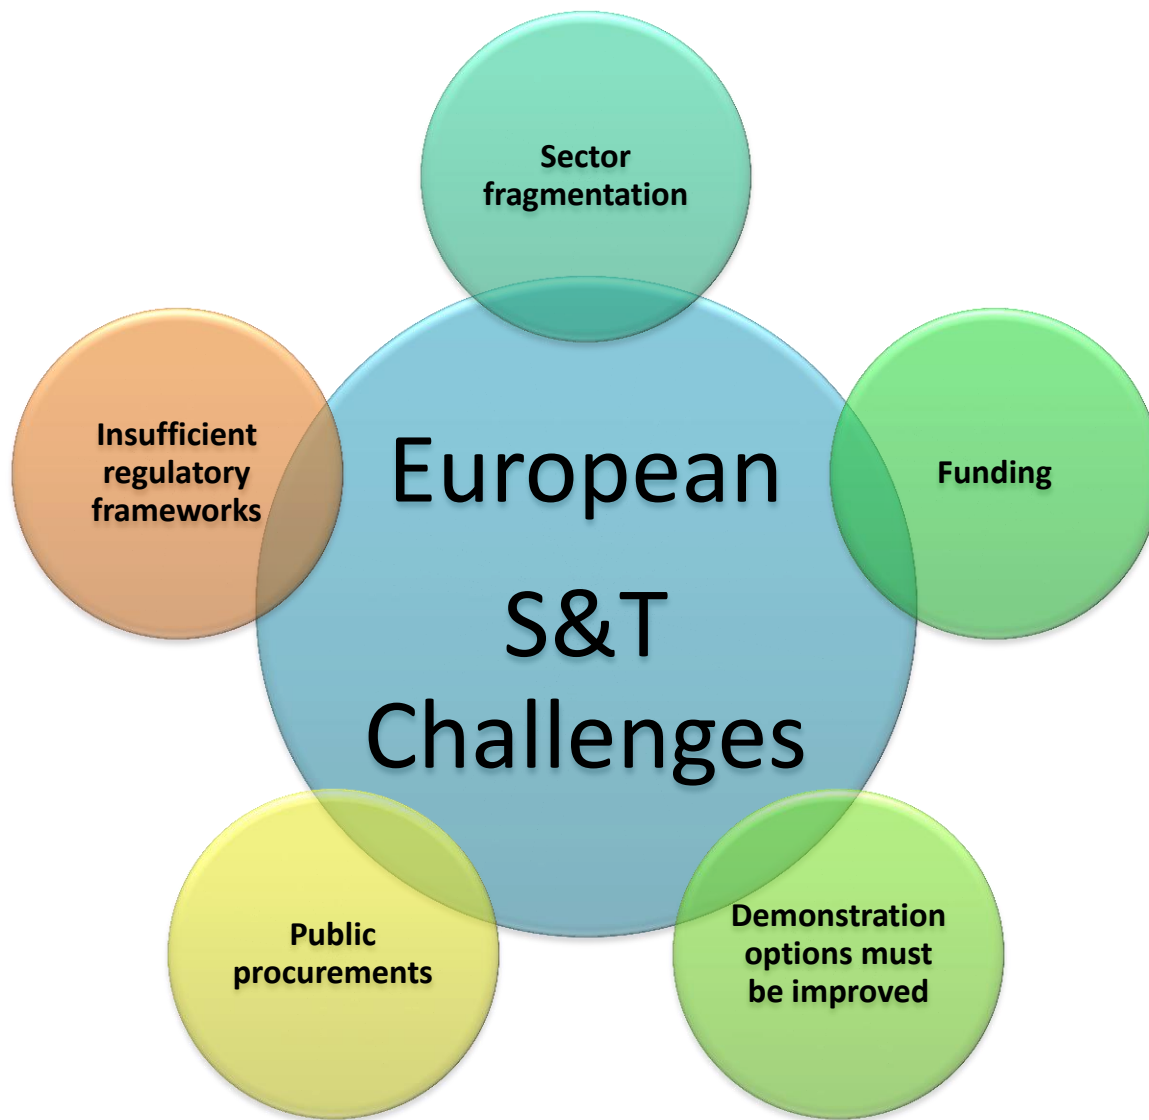 Sector
fragmentation
Insufficient
regulatory
frameworks
European
S&T
Challenges
Funding
Public
procurements
Demonstration
options must
be improved